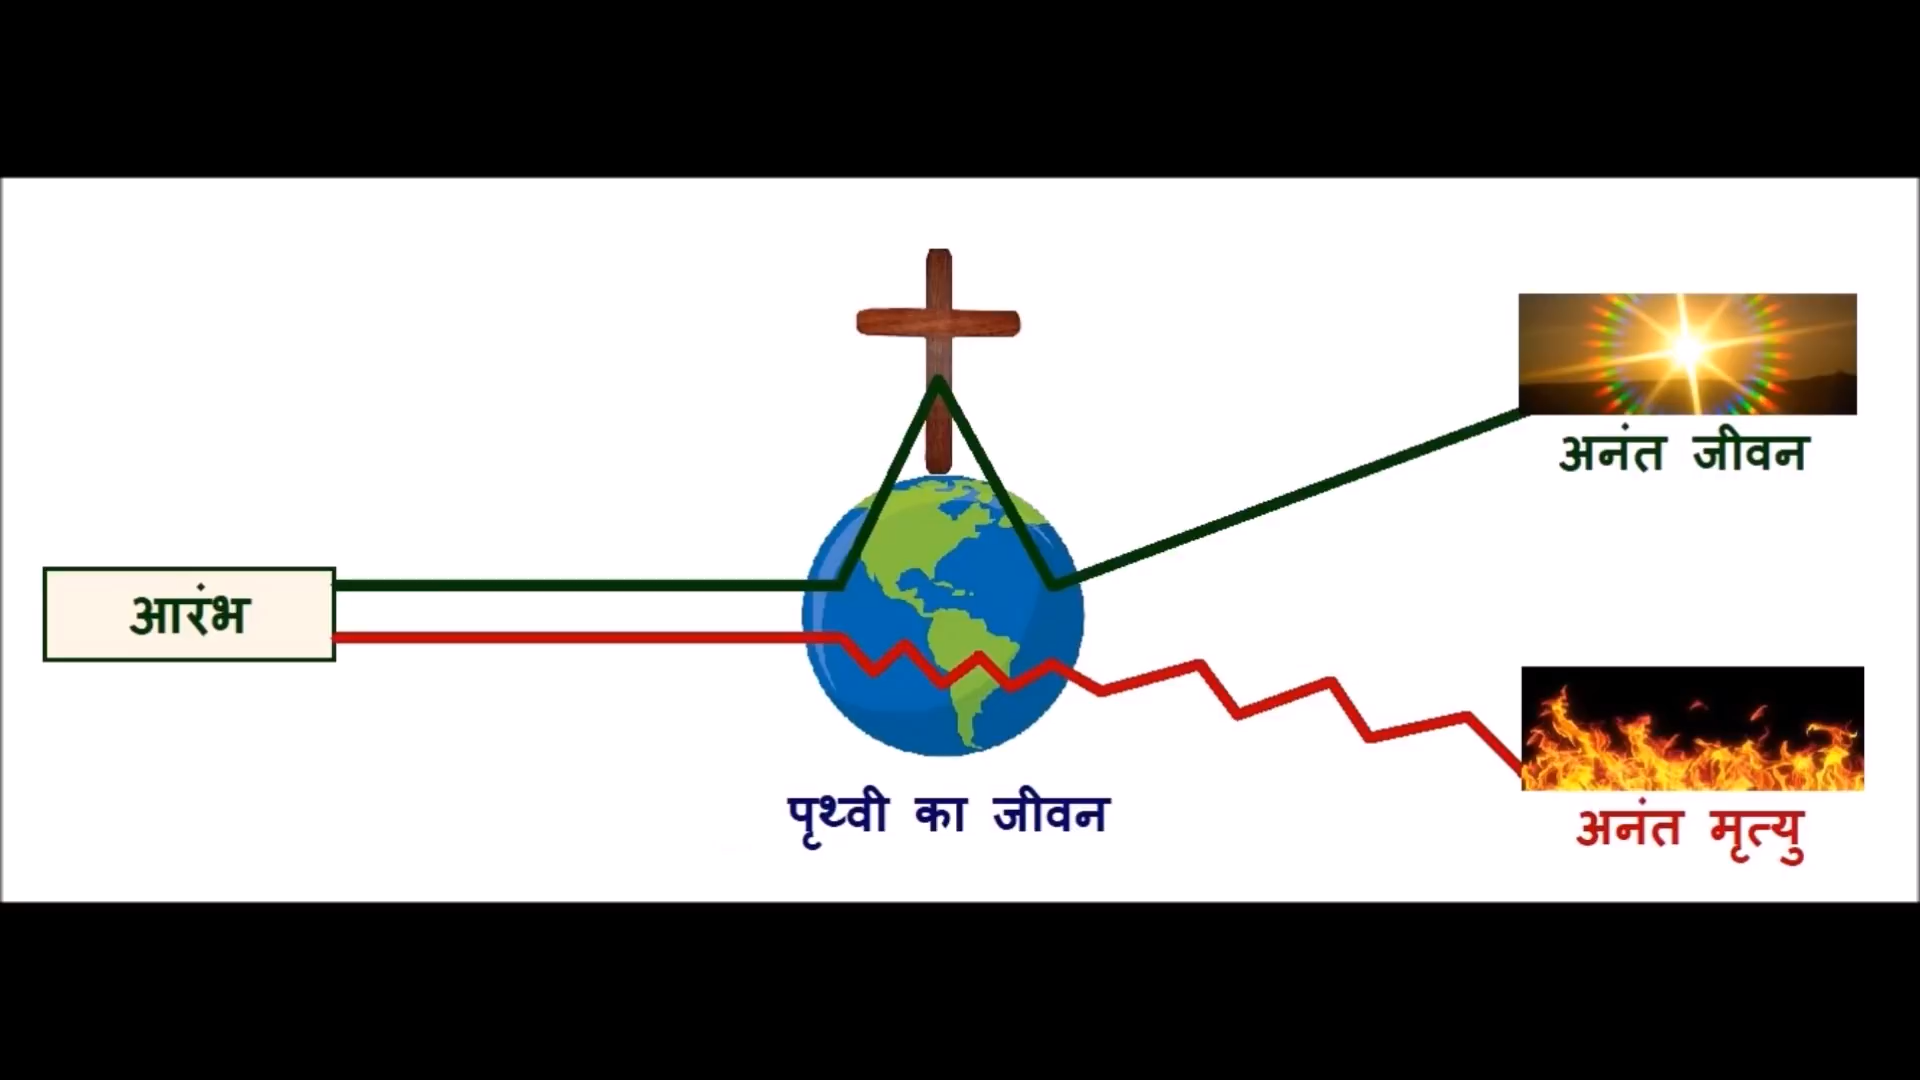 आरंभ
पृथ्वी का जीवन
अनंत जीवन
अनंत मृत्यु